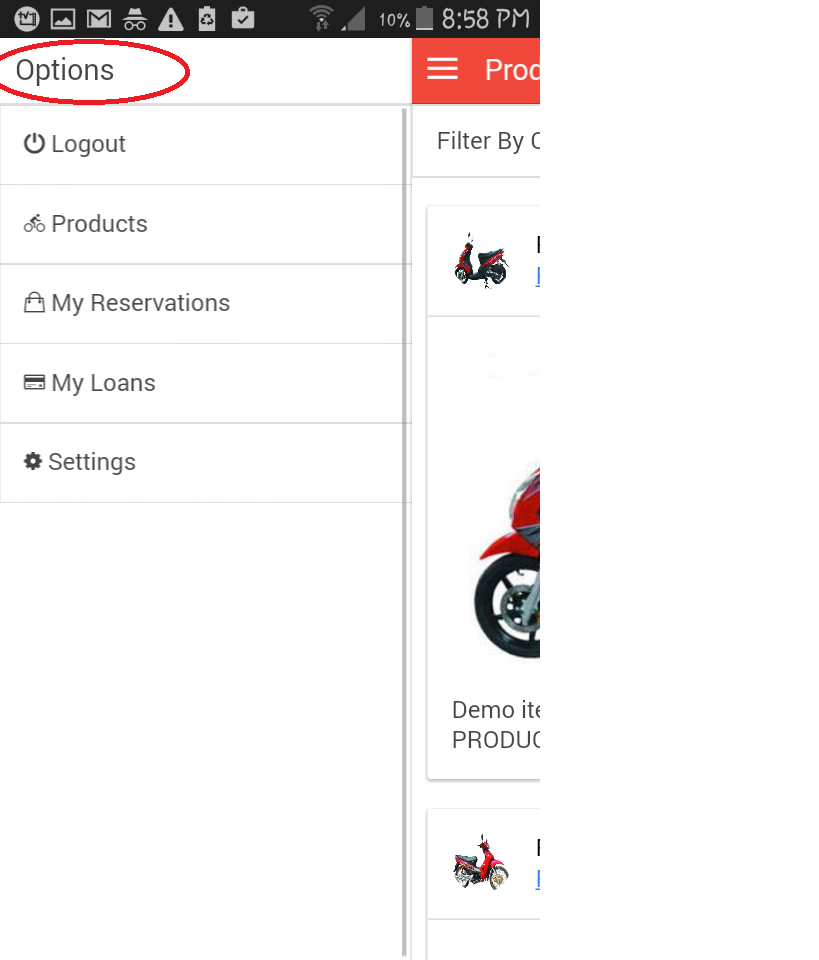 10% 8:58 PM
Options
Prod
Logout
Filter By
Products
My Reservations
My Loans
Settings
Demo ite
PRODUC